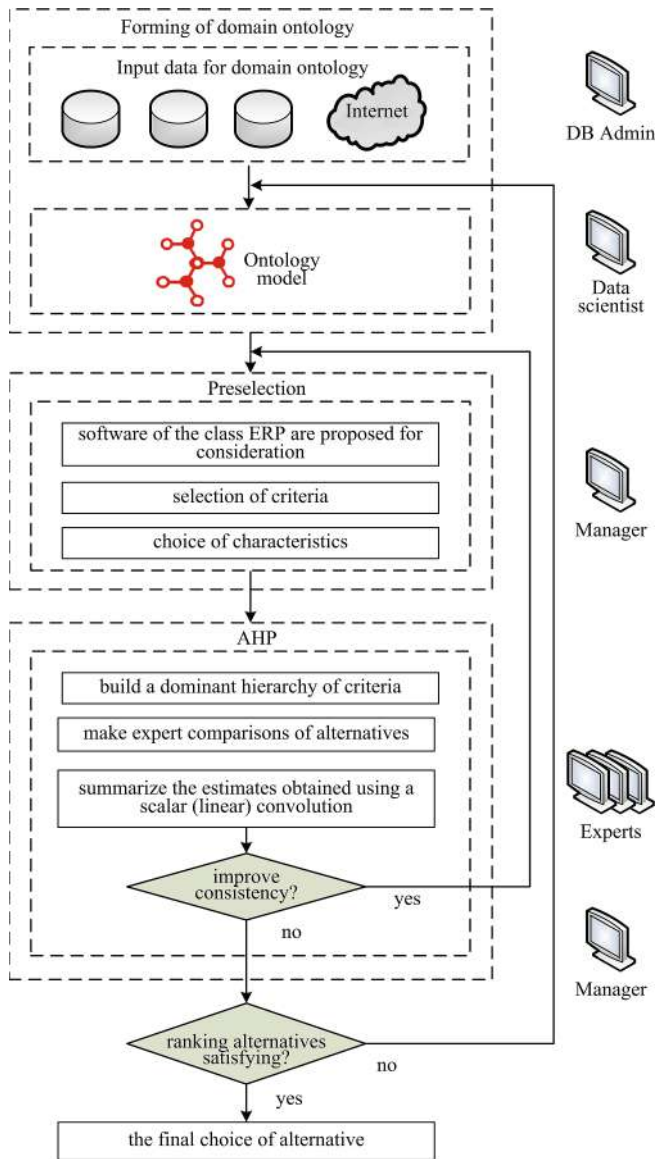 Forming of domain ontology
Input data for domain ontology
Internet
DB Admin
Ontology
model
Data
scientist
Preselection
software of the class ERP are proposed for
consideration
selection of criteria
choice of characteristics
Manager
AHP
build a dominant hierarchy of criteria
make expert comparisons of alternatives
summarize the estimates obtained using a
scalar (linear) convolution
Experts
improve
consistency?
yes
no
Manager
ranking alternatives
satisfying?
no
yes
the final choice of alternative